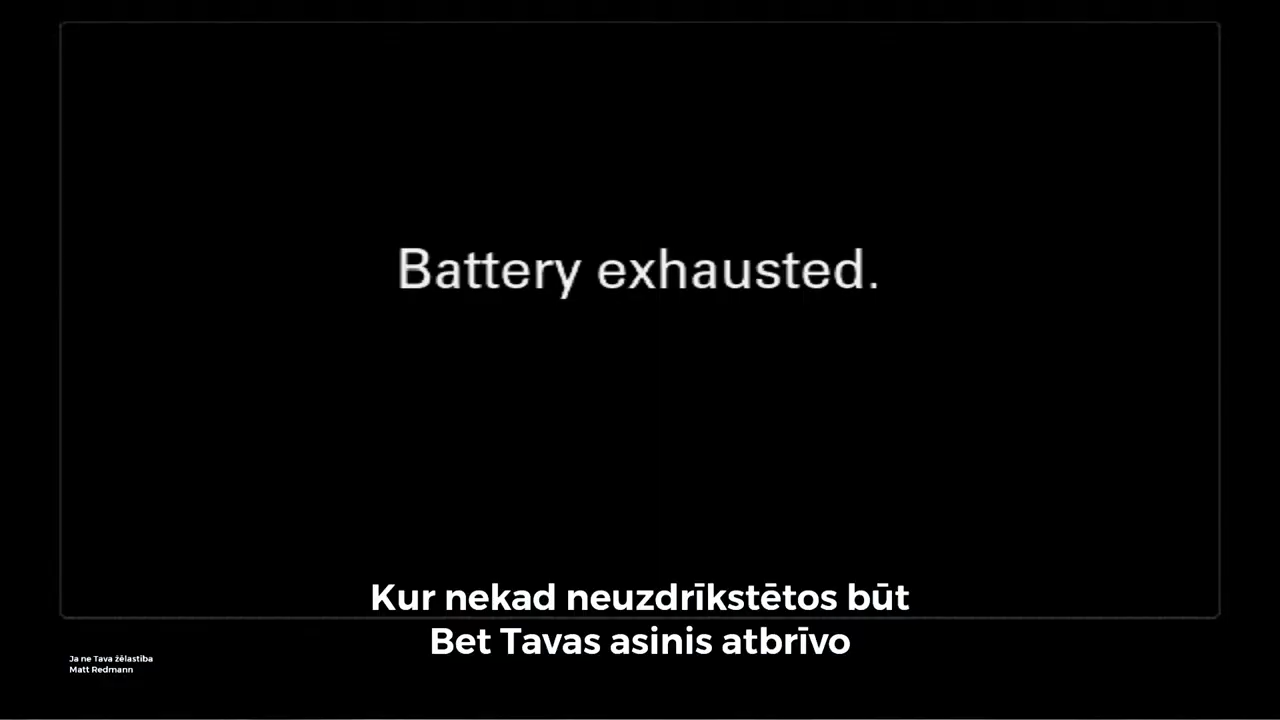 Battery exhausted.
Kur nekad neuzdrīkstētos būt
Bet Tavas asinis atbrīvo
Ja ne Tava žēlastība
Matt Redmann